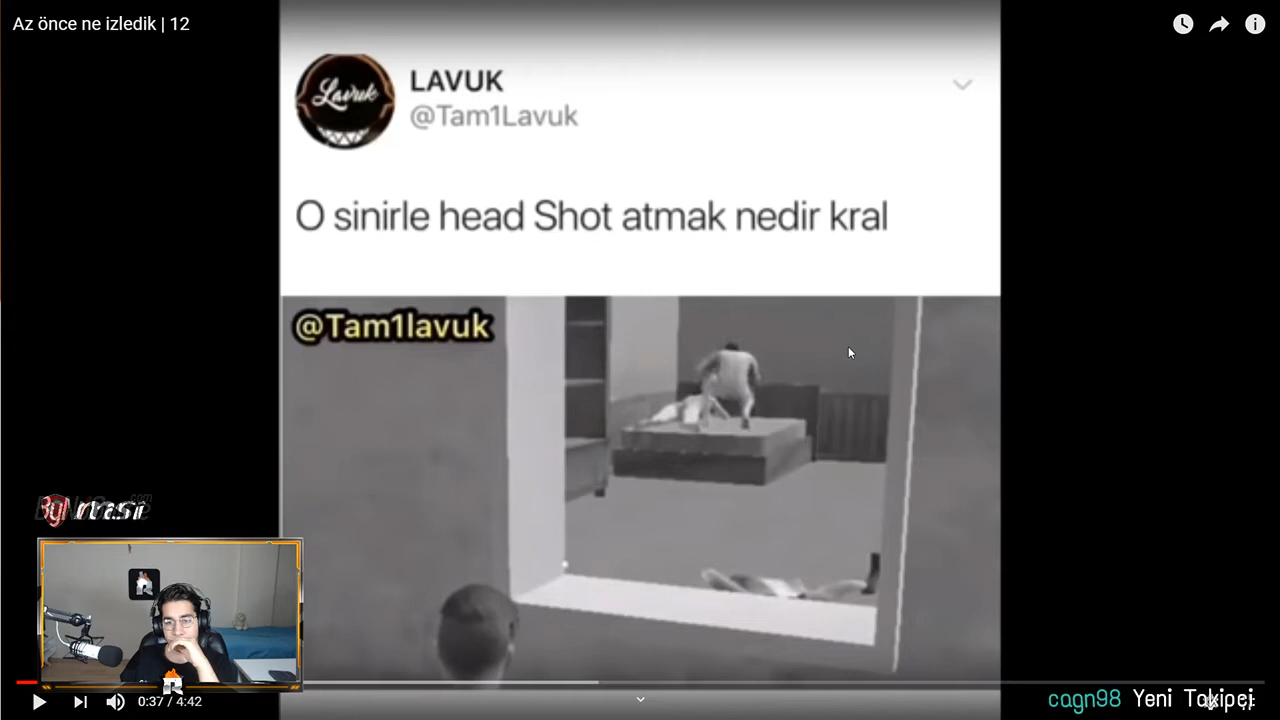 Az önce ne izledik | 12
Lavuk
LAVUK
@Tam1Lavuk
O sinirle head Shot atmak nedir kral
@Tam1lavuk
0:37 / 4:42
cagn98 Yeni Takipçi